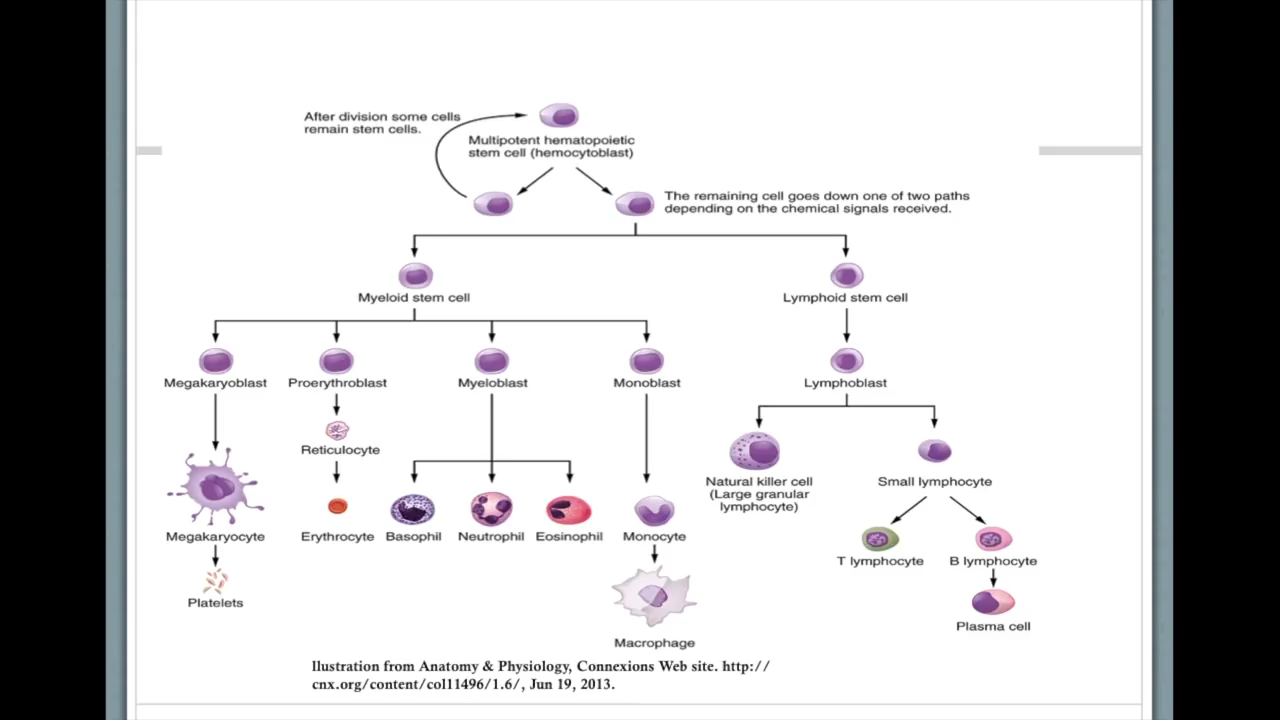 After division some cells
remain stem cells.
Multipotent hematopoietic
stem cell (hemocytoblast)
The remaining cell goes down one of two paths
depending on the chemical signals received.
Myeloid stem cell
Lymphoid stem cell
Megakaryoblast
Proerythroblast
Myeloblast
Monoblast
Lymphoblast
Reticulocyte
Natural killer cell
(Large granular
lymphocyte)
Small lymphocyte
Megakaryocyte
Erythrocyte
Basophil
Neutrophil
Eosinophil
Monocyte
T lymphocyte
B lymphocyte
Platelets
Macrophage
Plasma cell
llustration from Anatomy & Physiology, Connexions Web site. http://
cnx.org/content/col11496/1.6/, Jun 19, 2013.